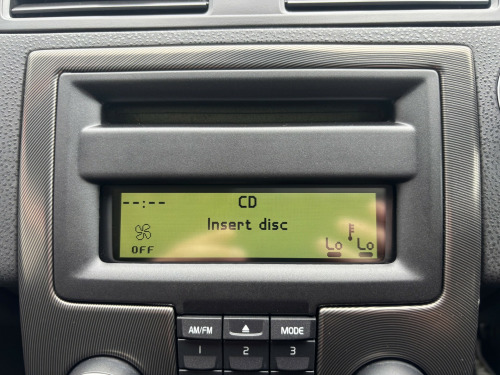 --:-- CD
Insert disc
OFF Lo Lo
AM/FM MODE
1 2 3